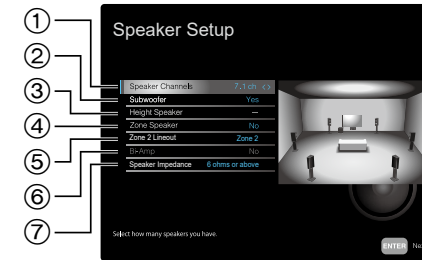 ①
②
③
④
⑤
⑥
⑦
Speaker Setup
Speaker Channels 7.1 ch <>
Subwoofer Yes
Height Speaker —
Zone Speaker No
Zone 2 Lineout Zone 2
Bi-Amp No
Speaker Impedance 6 ohms or above
Select how many speakers you have.
ENTER